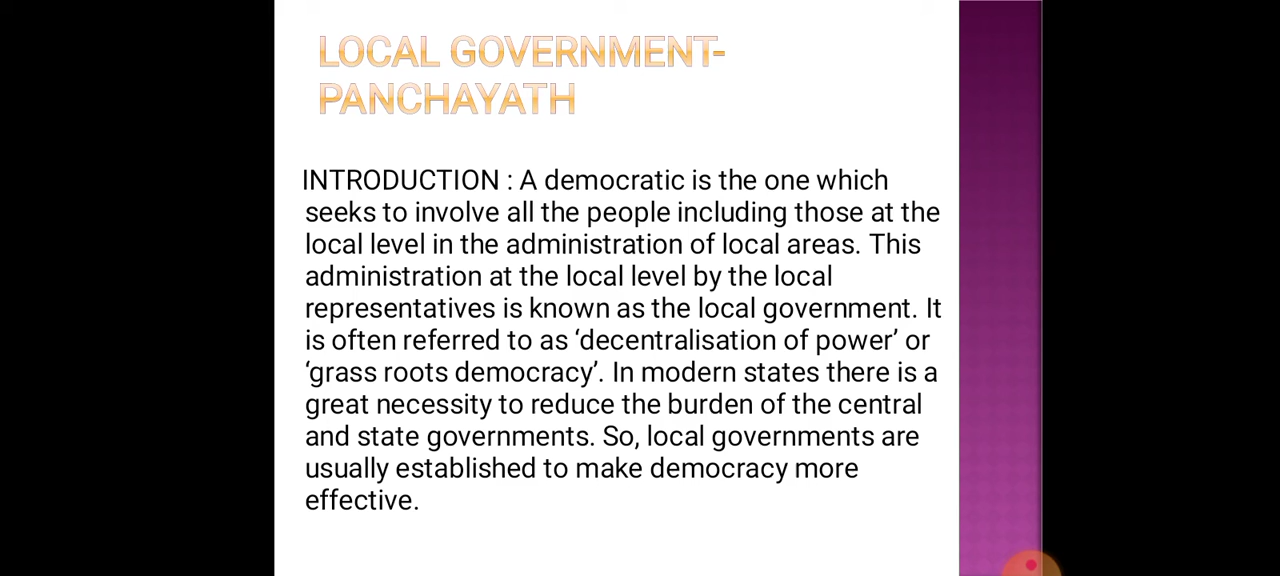 LOCAL GOVERNMENT-
PANCHAYATH
INTRODUCTION : A democratic is the one which
seeks to involve all the people including those at the
local level in the administration of local areas. This
administration at the local level by the local
representatives is known as the local government. It
is often referred to as ‘decentralisation of power’ or
‘grass roots democracy’. In modern states there is a
great necessity to reduce the burden of the central
and state governments. So, local governments are
usually established to make democracy more
effective.